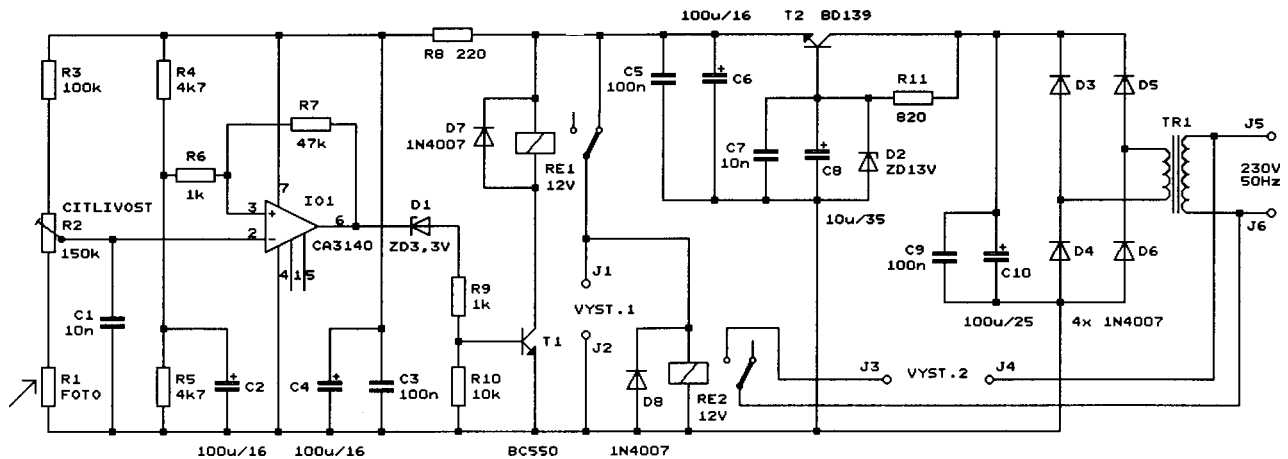 100u/16
T2 BD139
R8 220
R3
100k
R4
4k7
R7
47k
R6
1k
7
IO1
3
+
2
-
6
CA3140
4
1
5
CITLIVOST
R2
150k
D1
ZD3,3V
C1
10n
R1
FOTO
R5
4k7
C2
100u/16
C4
100u/16
C3
100n
R9
1k
R10
10k
T1
BC550
D7
1N4007
RE1
12V
J1
VYST.1
J2
D8
1N4007
RE2
12V
C5
100n
C6
C7
10n
C8
10u/35
R11
820
D2
ZD13V
C9
100n
C10
100u/25
D3
D5
D4
D6
4x 1N4007
TR1
J5
230V
50Hz
J6
J3
VYST.2
J4